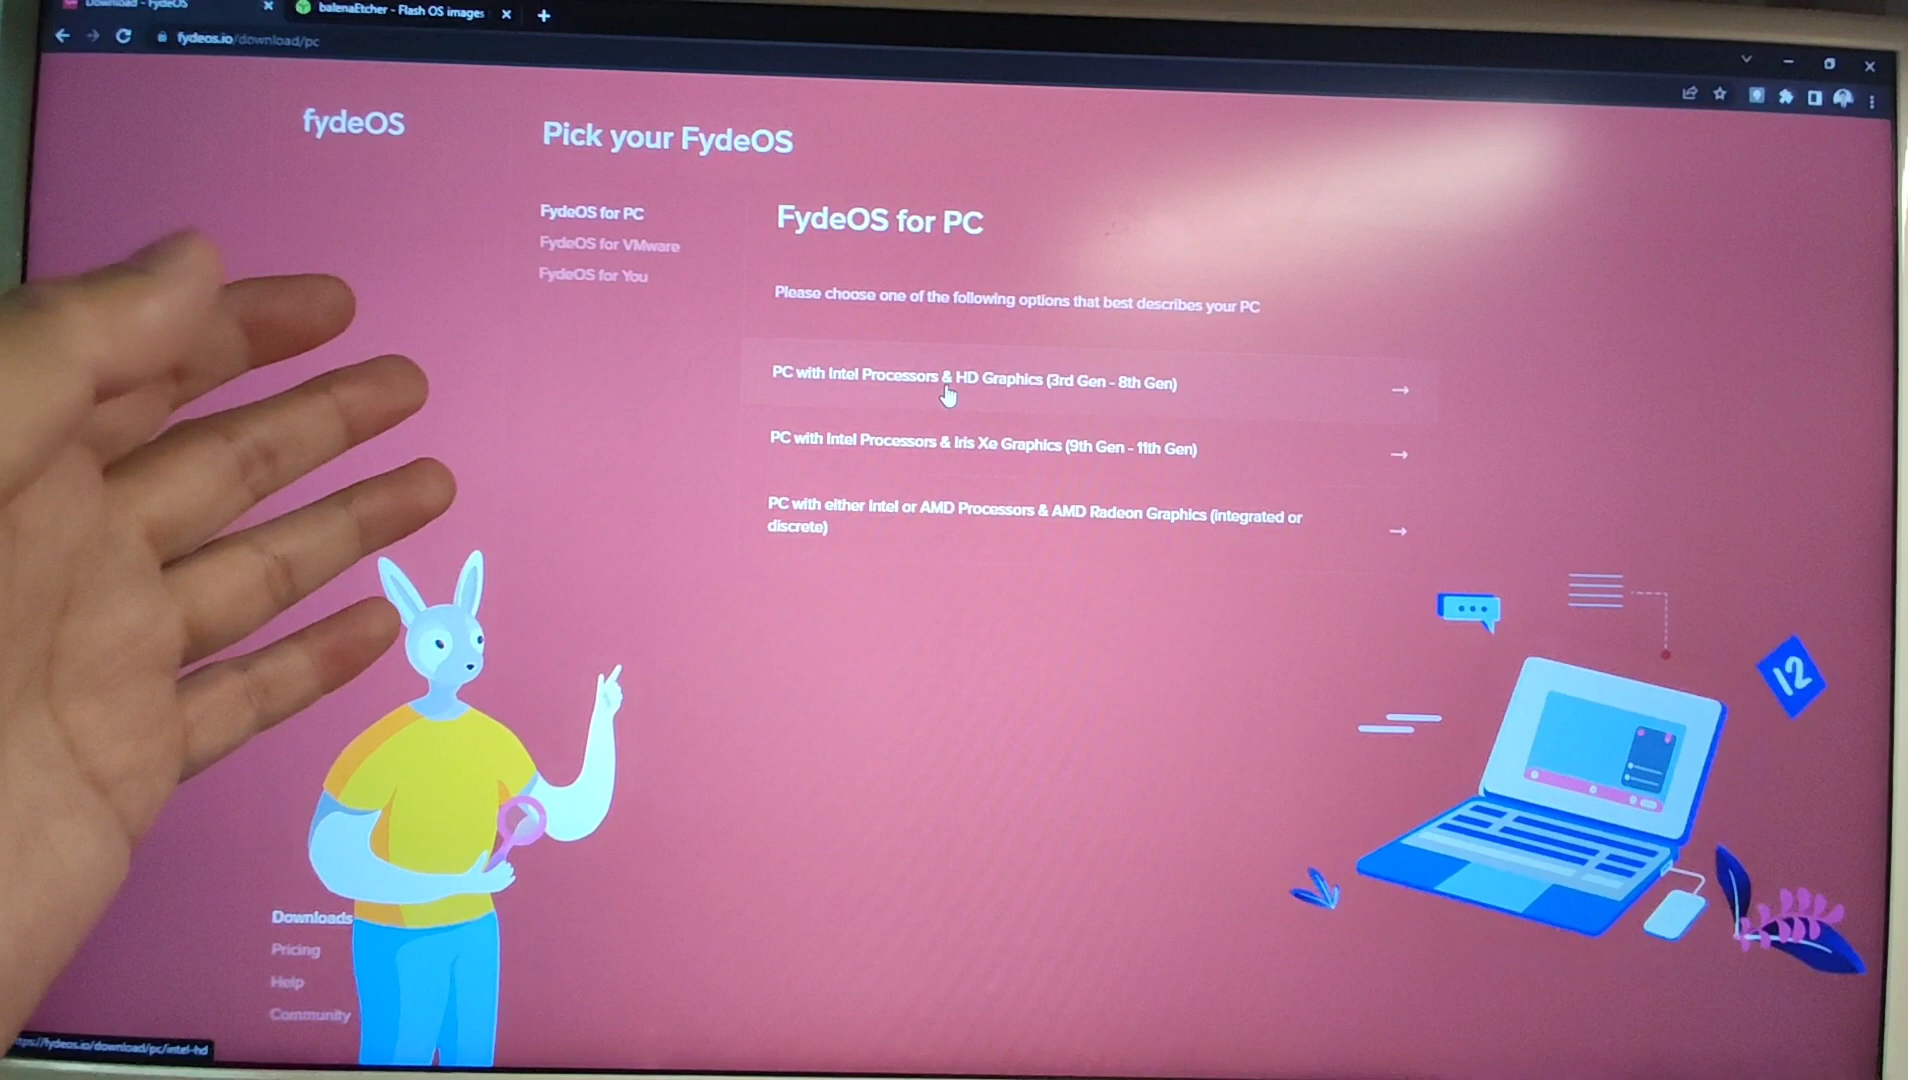 Download - FydeOS
balenaEtcher - Flash OS images
fydeos.io/download/pc
fydeOS
Pick your FydeOS
FydeOS for PC
FydeOS for VMware
FydeOS for You
FydeOS for PC
Please choose one of the following options that best describes your PC
PC with Intel Processors & HD Graphics (3rd Gen - 8th Gen)
PC with Intel Processors & Iris Xe Graphics (9th Gen - 11th Gen)
PC with either Intel or AMD Processors & AMD Radeon Graphics (integrated or
discrete)
12
Downloads
Pricing
Help
Community
tps://fydeos.io/download/pc/intel-hd